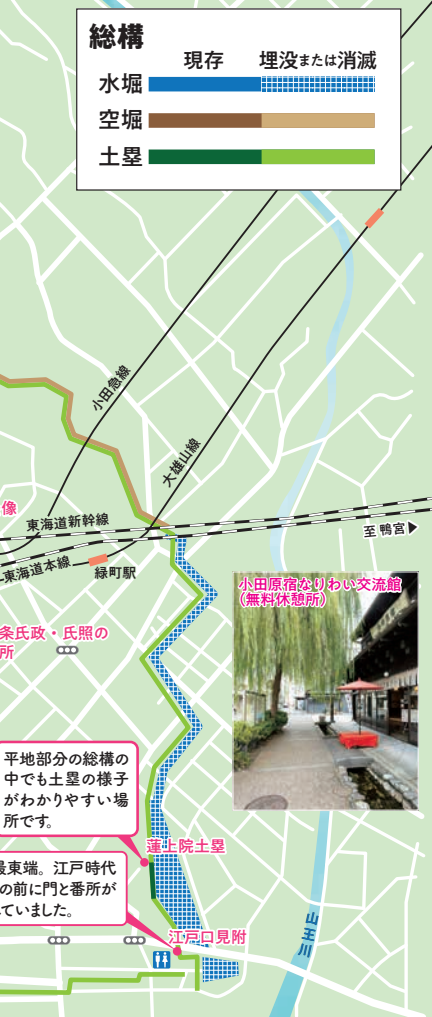 総構
現存 埋没または消滅
水堀
空堀
土塁
小田急線
大雄山線
像
東海道新幹線
至 鴨宮▶
東海道本線
緑町駅
小田原宿なりわい交流館
(無料休憩所)
条氏政・氏照の
所
平地部分の総構の
中でも土塁の様子
がわかりやすい場
所です。
蓮上院土塁
最東端。江戸時代
の前に門と番所が
ていました。
江戸口見附
山王川